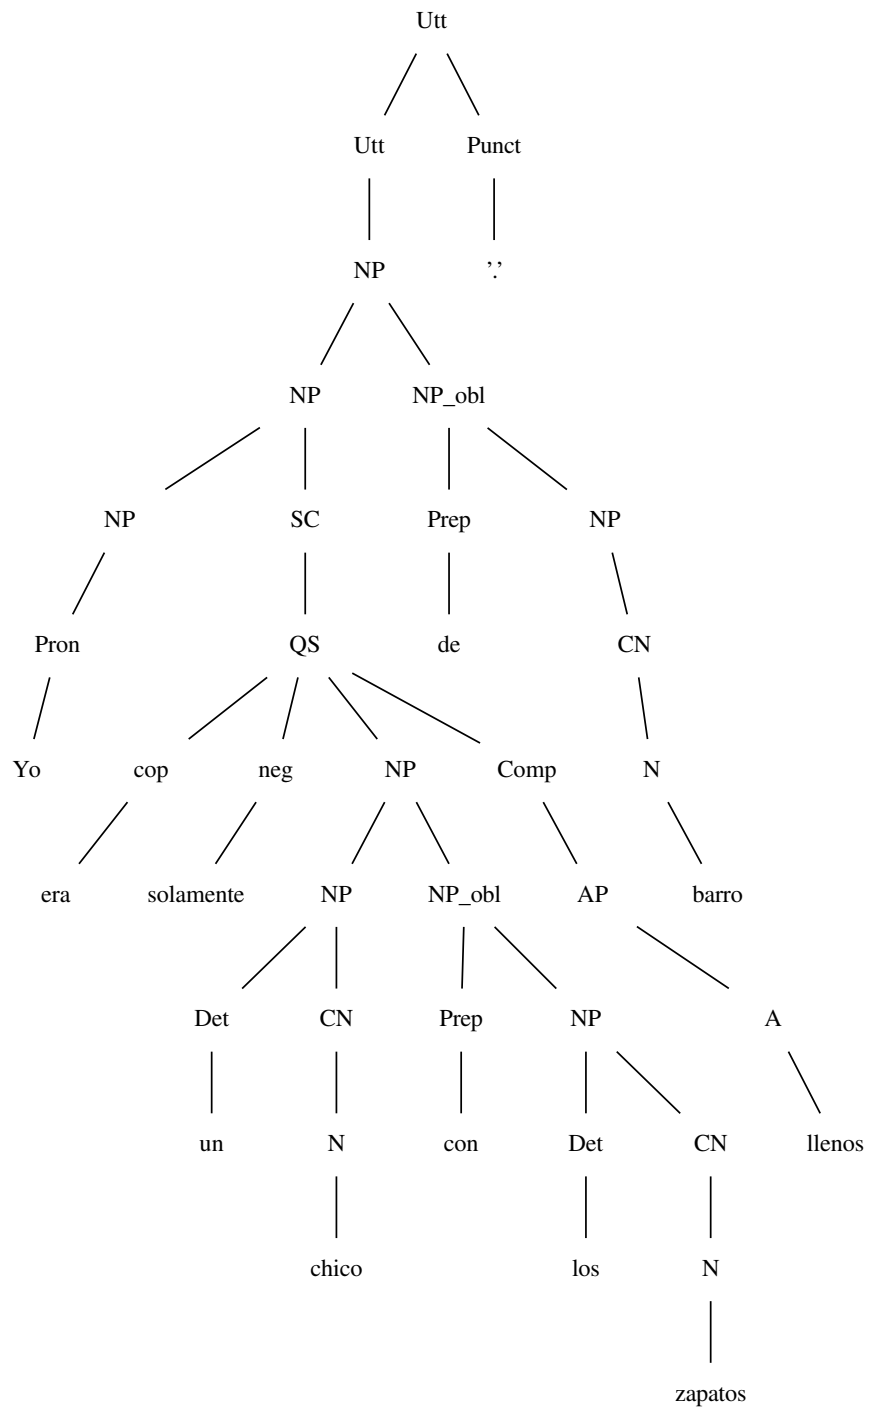 Utt
Utt Punct
NP '.'
NP NP_obl
NP SC Prep NP
Pron QS de CN
Yo cop neg NP Comp N
era solamente NP NP_obl AP barro
Det CN Prep NP A
un N con Det CN llenos
chico los N
zapatos